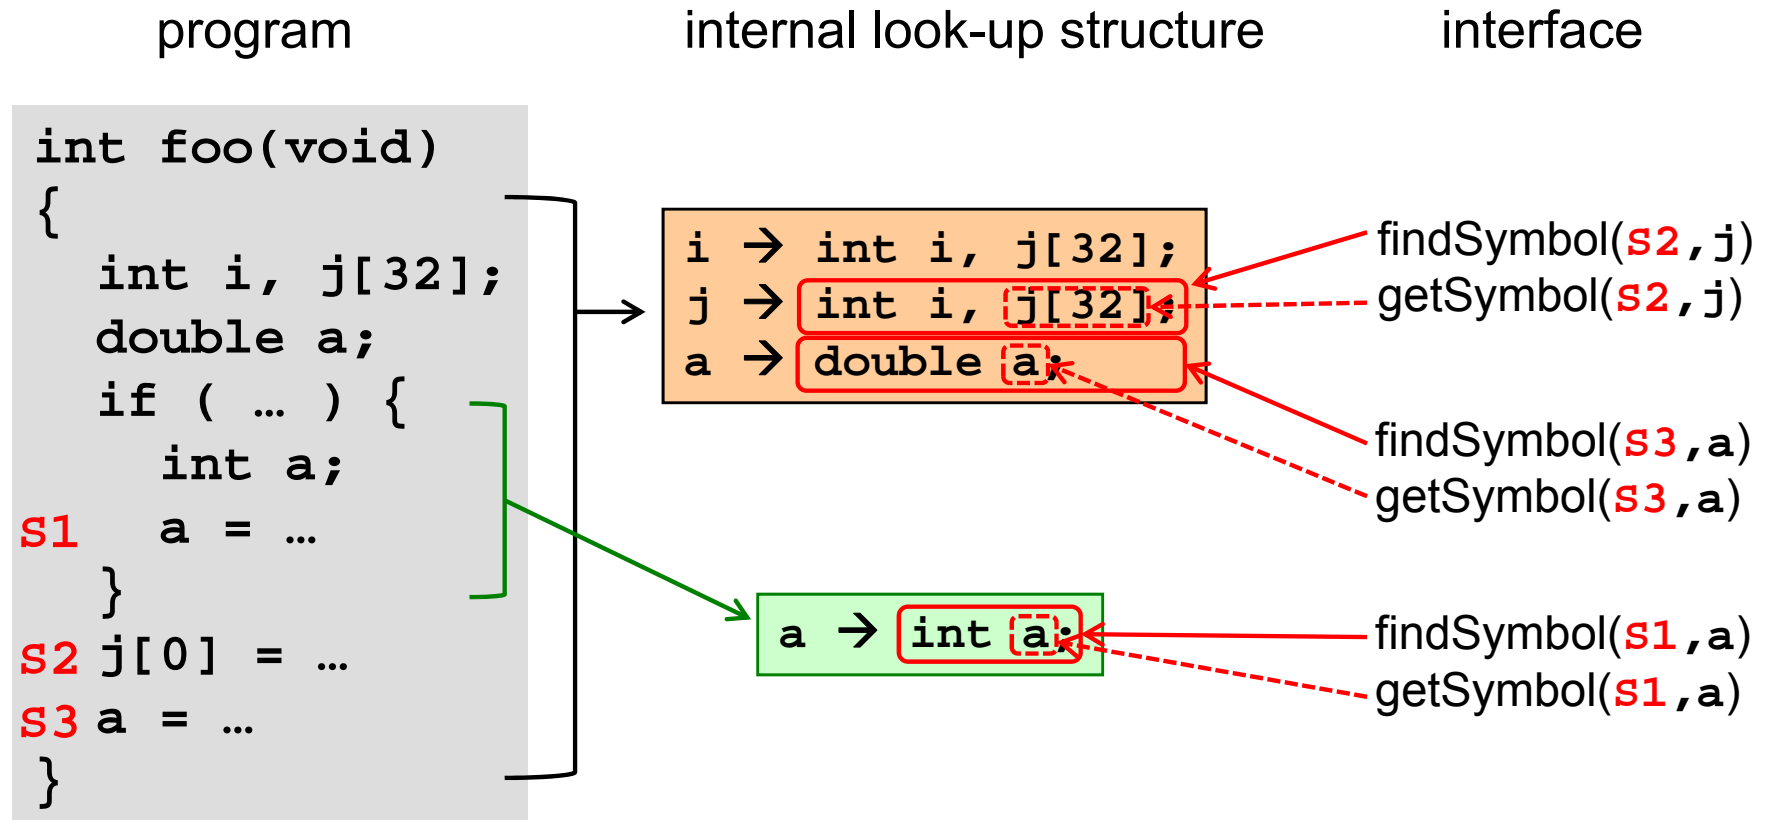 program
internal look-up structure
interface
int foo(void)
{
int i, j[32];
double a;
if ( … ) {
int a;
S1 a = …
}
S2 j[0] = …
S3 a = …
}
i → int i, j[32];
j → int i, j[32];
a → double a;
a → int a;
findSymbol(S2,j)
getSymbol(S2,j)
findSymbol(S3,a)
getSymbol(S3,a)
findSymbol(S1,a)
getSymbol(S1,a)